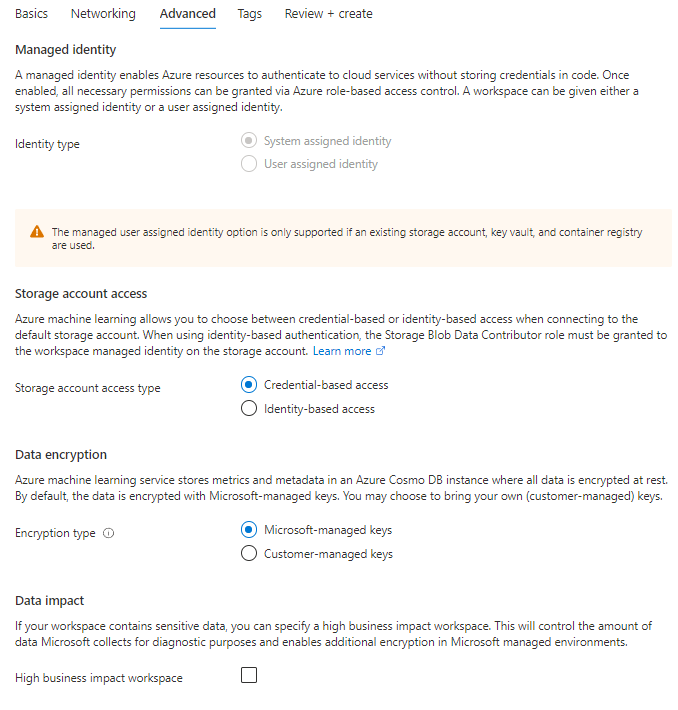 Basics Networking Advanced Tags Review + create
Managed identity
A managed identity enables Azure resources to authenticate to cloud services without storing credentials in code. Once
enabled, all necessary permissions can be granted via Azure role-based access control. A workspace can be given either a
system assigned identity or a user assigned identity.
Identity type
System assigned identity
User assigned identity
The managed user assigned identity option is only supported if an existing storage account, key vault, and container registry
are used.
Storage account access
Azure machine learning allows you to choose between credential-based or identity-based access when connecting to the
default storage account. When using identity-based authentication, the Storage Blob Data Contributor role must be granted to
the workspace managed identity on the storage account. Learn more
Storage account access type
Credential-based access
Identity-based access
Data encryption
Azure machine learning service stores metrics and metadata in an Azure Cosmo DB instance where all data is encrypted at rest.
By default, the data is encrypted with Microsoft-managed keys. You may choose to bring your own (customer-managed) keys.
Encryption type
Microsoft-managed keys
Customer-managed keys
Data impact
If your workspace contains sensitive data, you can specify a high business impact workspace. This will control the amount of
data Microsoft collects for diagnostic purposes and enables additional encryption in Microsoft managed environments.
High business impact workspace